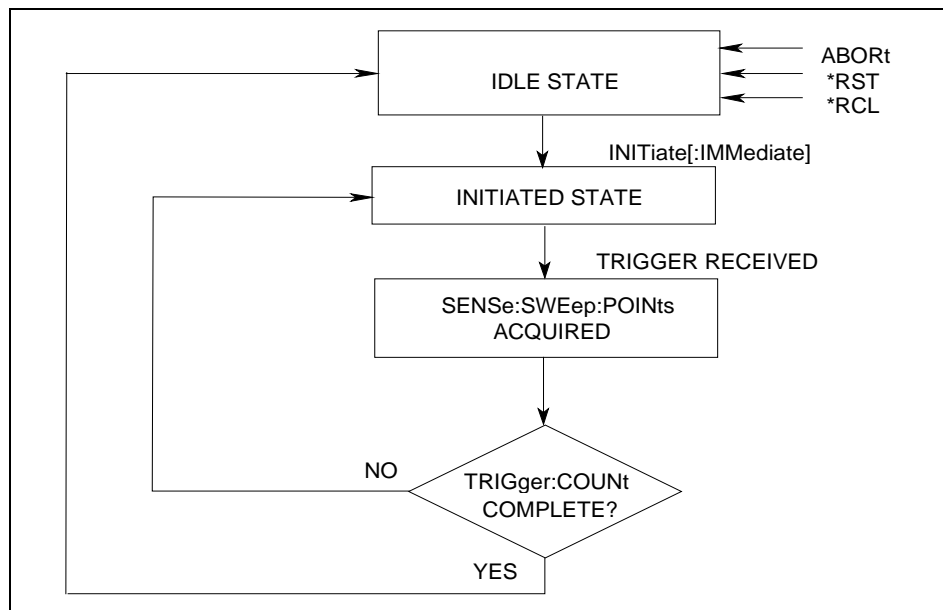 ABORt
IDLE STATE
*RST
*RCL
INITiate[:IMMediate]
INITIATED STATE
TRIGGER RECEIVED
SENSe:SWEep:POINts
ACQUIRED
NO
TRIGger:COUNt
COMPLETE?
YES